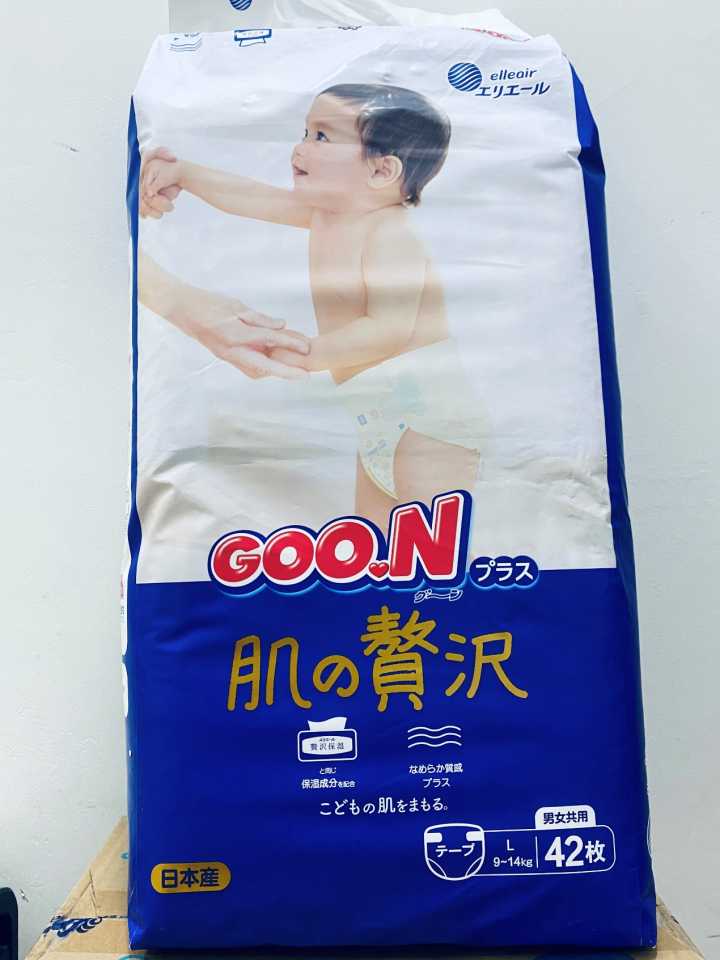 elleair
エリエール
GOO.N プラス
グ〜ン
肌の贅沢
贅沢保湿
と同じ
保湿成分を配合
なめらか質感
プラス
こどもの肌をまもる。
男女共用
テープ
L
9~14kg
42枚
日本産